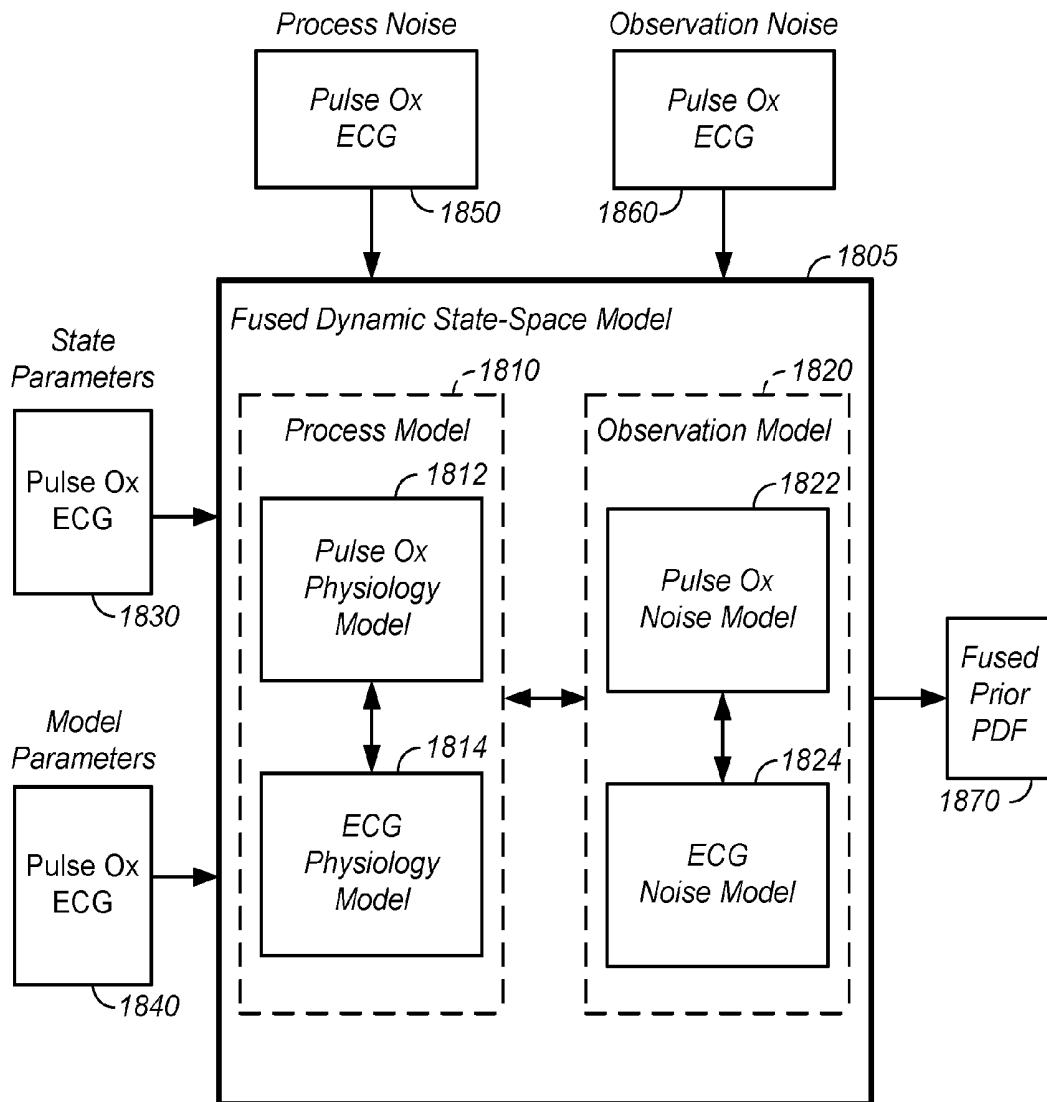 Process Noise
Observation Noise
Pulse Ox
ECG
1850
Pulse Ox
ECG
1860
1805
Fused Dynamic State-Space Model
State
Parameters
Pulse Ox
ECG
1830
1810
Process Model
1812
Pulse Ox
Physiology
Model
1814
ECG
Physiology
Model
1820
Observation Model
1822
Pulse Ox
Noise Model
1824
ECG
Noise Model
Model
Parameters
Pulse Ox
ECG
1840
Fused
Prior
PDF
1870